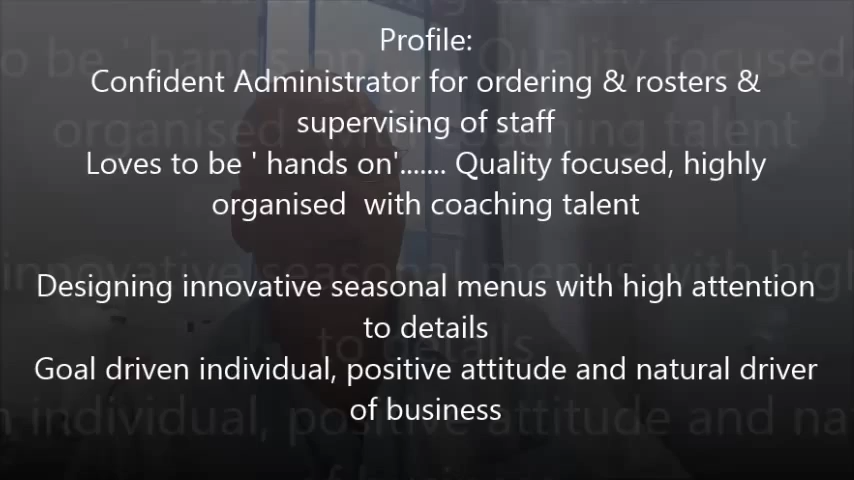 Profile:
Confident Administrator for ordering & rosters &
supervising of staff
Loves to be ' hands on'....... Quality focused, highly
organised  with coaching talent
Designing innovative seasonal menus with high attention
to details
Goal driven individual, positive attitude and natural driver
of business